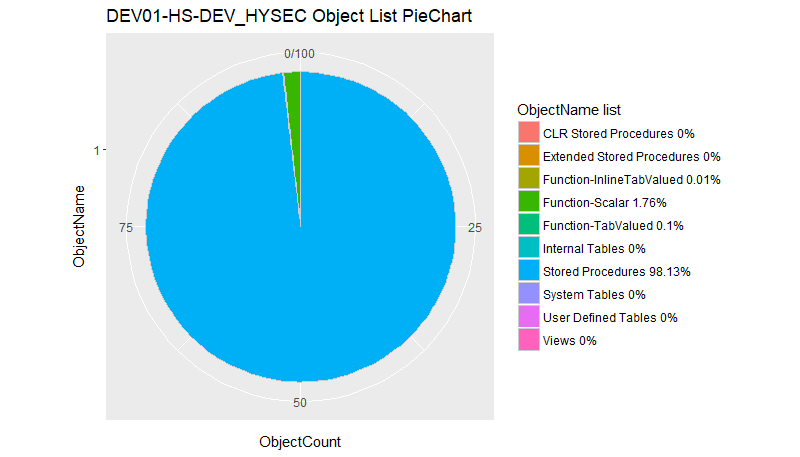 DEV01-HS-DEV_HYSEC Object List PieChart
0/100
1
75
25
50
ObjectName
ObjectCount
ObjectName list
CLR Stored Procedures 0%
Extended Stored Procedures 0%
Function-InlineTabValued 0.01%
Function-Scalar 1.76%
Function-TabValued 0.1%
Internal Tables 0%
Stored Procedures 98.13%
System Tables 0%
User Defined Tables 0%
Views 0%